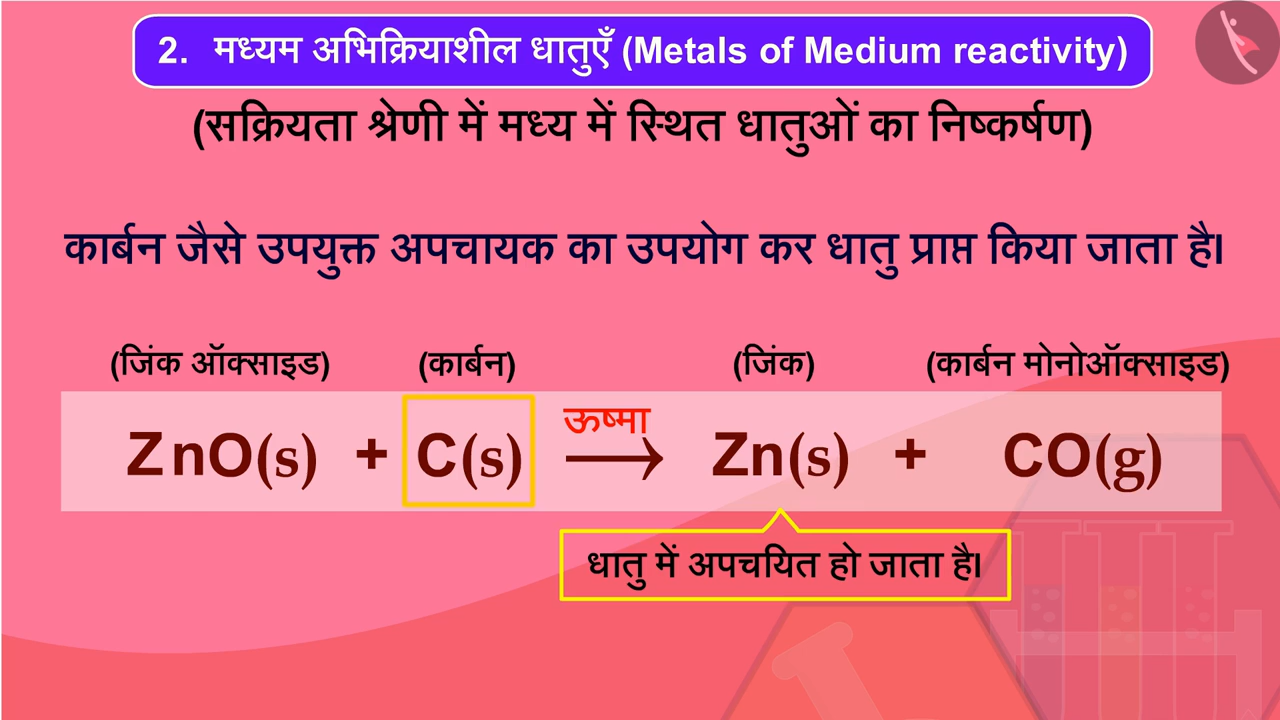 2. मध्यम अभिक्रियाशील धातुएँ (Metals of Medium reactivity)
(सक्रियता श्रेणी में मध्य में स्थित धातुओं का निष्कर्षण)
कार्बन जैसे उपयुक्त अपचायक का उपयोग कर धातु प्राप्त किया जाता है।
(जिंक ऑक्साइड) (कार्बन) (जिंक) (कार्बन मोनोऑक्साइड)
ऊष्मा
ZnO(s) + C(s) ⟶ Zn(s) + CO(g)
धातु में अपचयित हो जाता है।